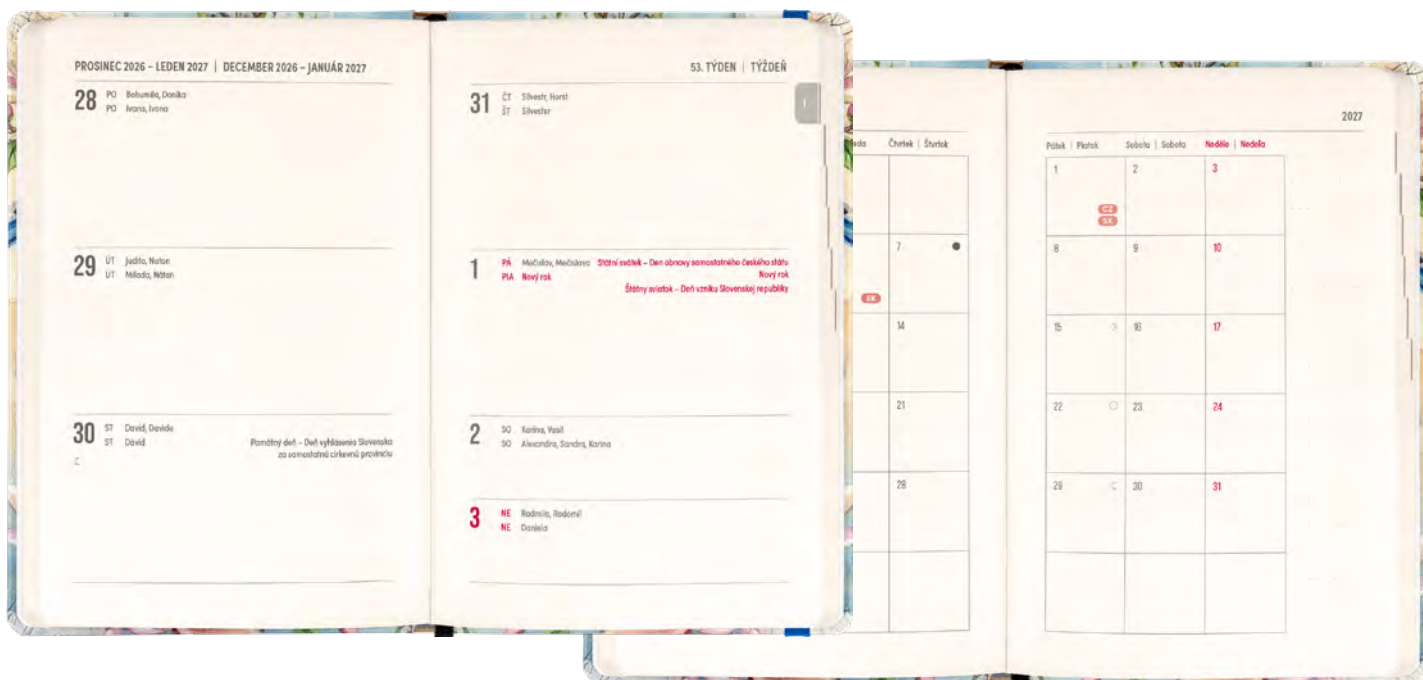 PROSINEC 2026 – LEDEN 2027 | DECEMBER 2026 – JANUÁR 2027
28 PO Bohumila, Donika
PO Ivana, Ivona
29 ÚT Judita, Natan
UT Milada, Nátan
30 ST David, Davide
ST Dávid
Pamätný deň – Deň vyhlásenia Slovenska
za samostatnú cirkevnú provinciu
53. TÝDEN | TÝŽDEŇ
31 ČT Silvestr, Horst
ŠT Silvester
1
1 PÁ Mečislav, Mečislava Státní svátek – Den obnovy samostatného českého státu
PIA Nový rok Nový rok
Štátny sviatok – Deň vzniku Slovenskej republiky
2 SO Karina, Vasil
SO Alexandra, Sandra, Karina
3 NE Radmila, Radomil
NE Daniela
2027
Čtvrtek | Štvrtok
Pátek | Piatok Sobota | Sobota Neděle | Nedeľa
1 2 3
CZ
SK
7 8 9 10
SK
14 15 16 17
21 22 23 24
28 29 30 31